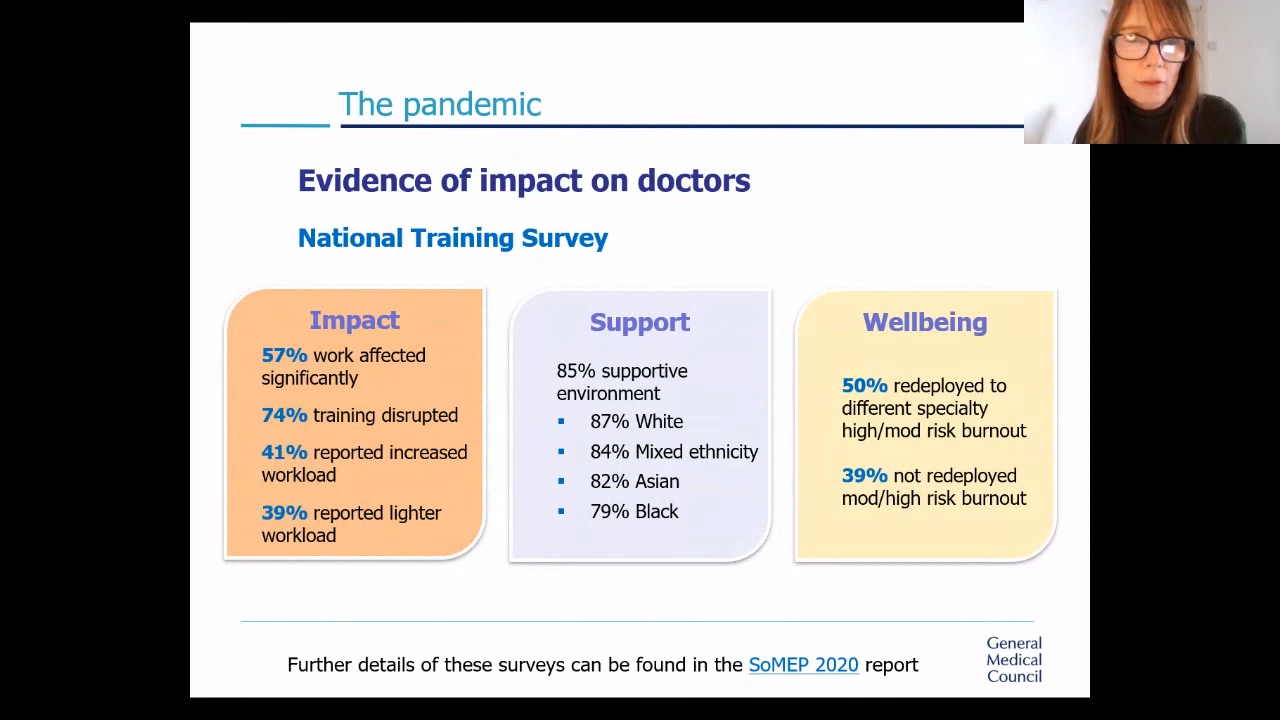 The pandemic
Evidence of impact on doctors
National Training Survey
Impact
57% work affected
significantly
74% training disrupted
41% reported increased
workload
39% reported lighter
workload
Support
85% supportive
environment
▪ 87% White
▪ 84% Mixed ethnicity
▪ 82% Asian
▪ 79% Black
Wellbeing
50% redeployed to
different specialty
high/mod risk burnout
39% not redeployed
mod/high risk burnout
Further details of these surveys can be found in the SoMEP 2020 report
General
Medical
Council